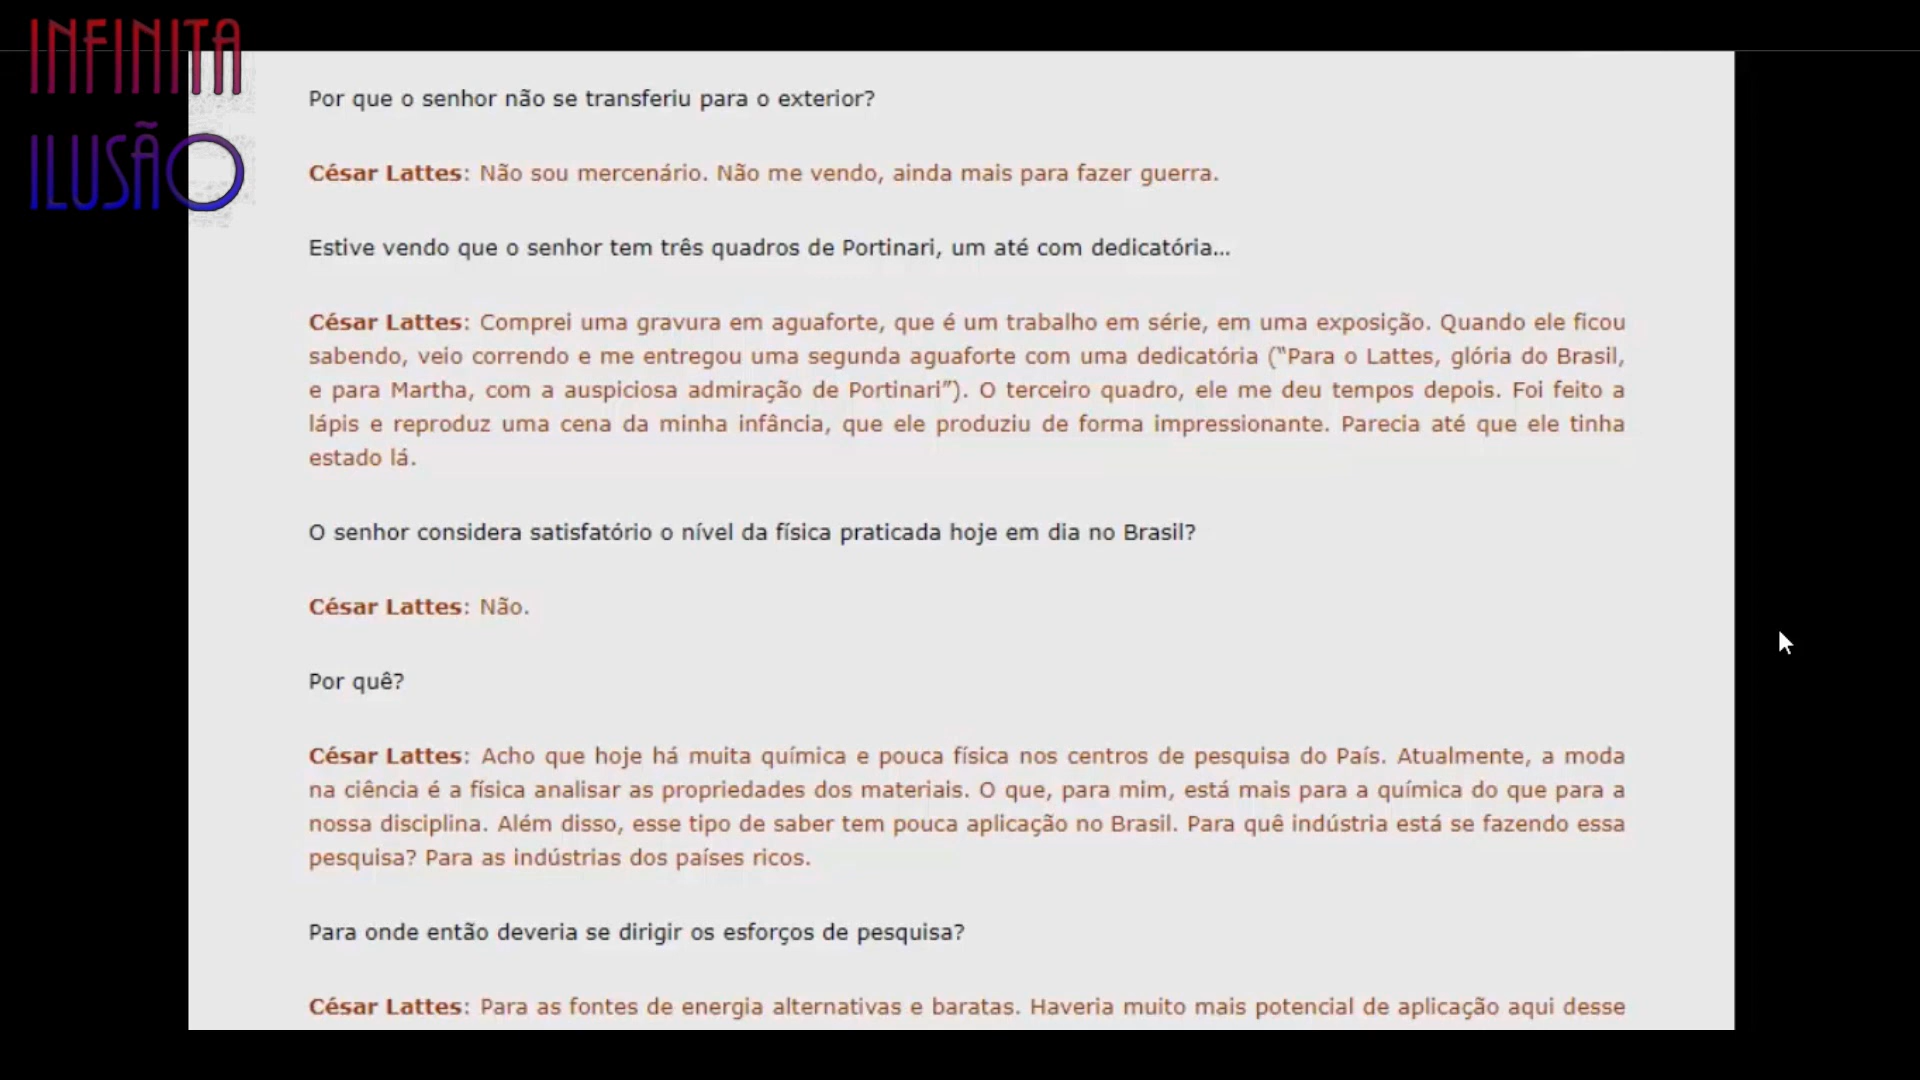 INFINITA
ILUSÃO
Por que o senhor não se transferiu para o exterior?
César Lattes: Não sou mercenário. Não me vendo, ainda mais para fazer guerra.
Estive vendo que o senhor tem três quadros de Portinari, um até com dedicatória...
César Lattes: Comprei uma gravura em aguaforte, que é um trabalho em série, em uma exposição. Quando ele ficou
sabendo, veio correndo e me entregou uma segunda aguaforte com uma dedicatória (“Para o Lattes, glória do Brasil,
e para Martha, com a auspiciosa admiração de Portinari”). O terceiro quadro, ele me deu tempos depois. Foi feito a
lápis e reproduz uma cena da minha infância, que ele produziu de forma impressionante. Parecia até que ele tinha
estado lá.
O senhor considera satisfatório o nível da física praticada hoje em dia no Brasil?
César Lattes: Não.
Por quê?
César Lattes: Acho que hoje há muita química e pouca física nos centros de pesquisa do País. Atualmente, a moda
na ciência é a física analisar as propriedades dos materiais. O que, para mim, está mais para a química do que para a
nossa disciplina. Além disso, esse tipo de saber tem pouca aplicação no Brasil. Para quê indústria está se fazendo essa
pesquisa? Para as indústrias dos países ricos.
Para onde então deveria se dirigir os esforços de pesquisa?
César Lattes: Para as fontes de energia alternativas e baratas. Haveria muito mais potencial de aplicação aqui desse